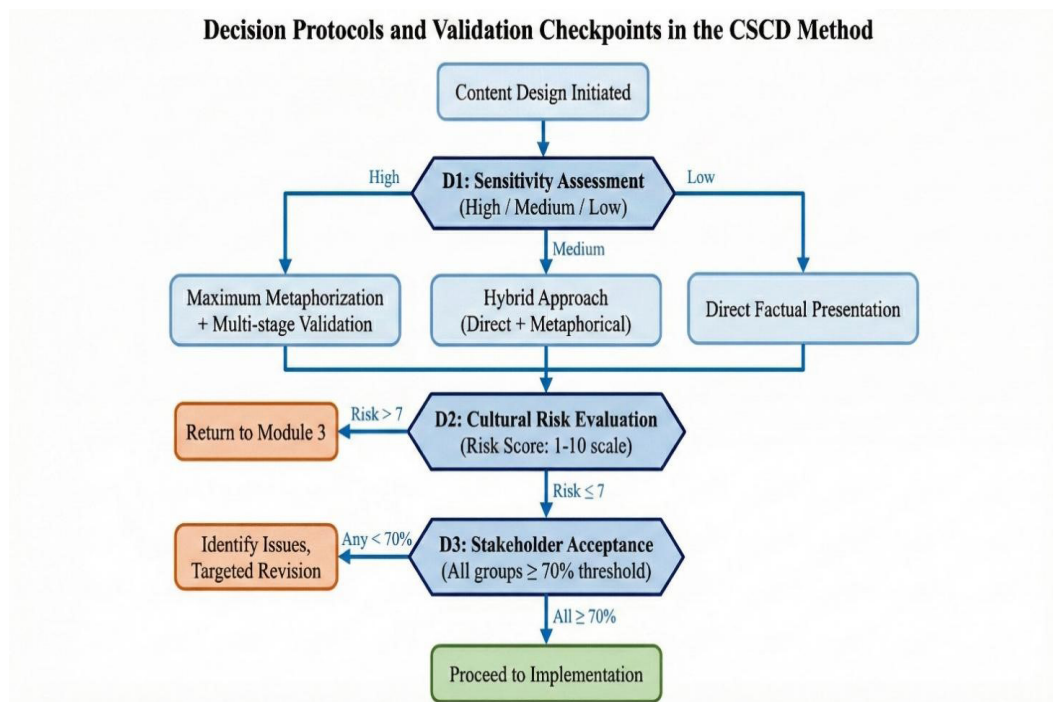 Decision Protocols and Validation Checkpoints in the CSCD Method
Content Design Initiated
High
D1: Sensitivity Assessment
(High / Medium / Low)
Low
Medium
Maximum Metaphorization
+ Multi-stage Validation
Hybrid Approach
(Direct + Metaphorical)
Direct Factual Presentation
Return to Module 3
Risk > 7
D2: Cultural Risk Evaluation
(Risk Score: 1-10 scale)
Risk ≤ 7
Identify Issues,
Targeted Revision
Any < 70%
D3: Stakeholder Acceptance
(All groups ≥ 70% threshold)
All ≥ 70%
Proceed to Implementation